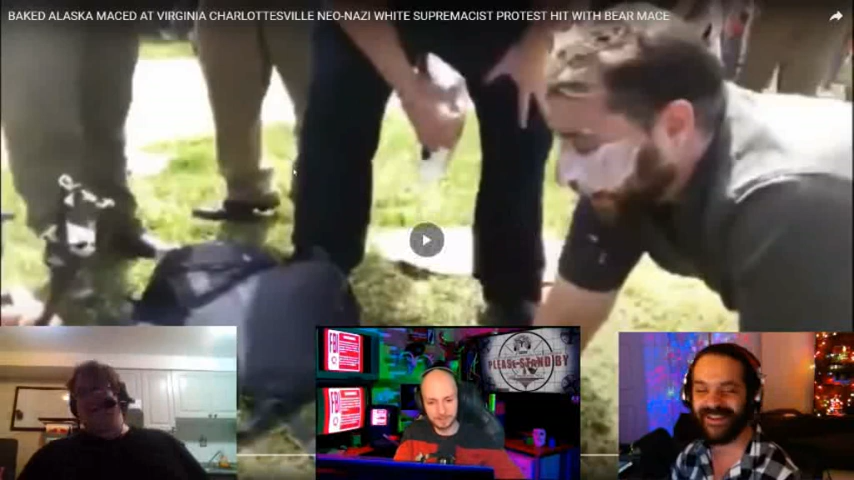 BAKED ALASKA MACED AT VIRGINIA CHARLOTTESVILLE NEO-NAZI WHITE SUPREMACIST PROTEST HIT WITH BEAR MACE
PLEASE STAND BY